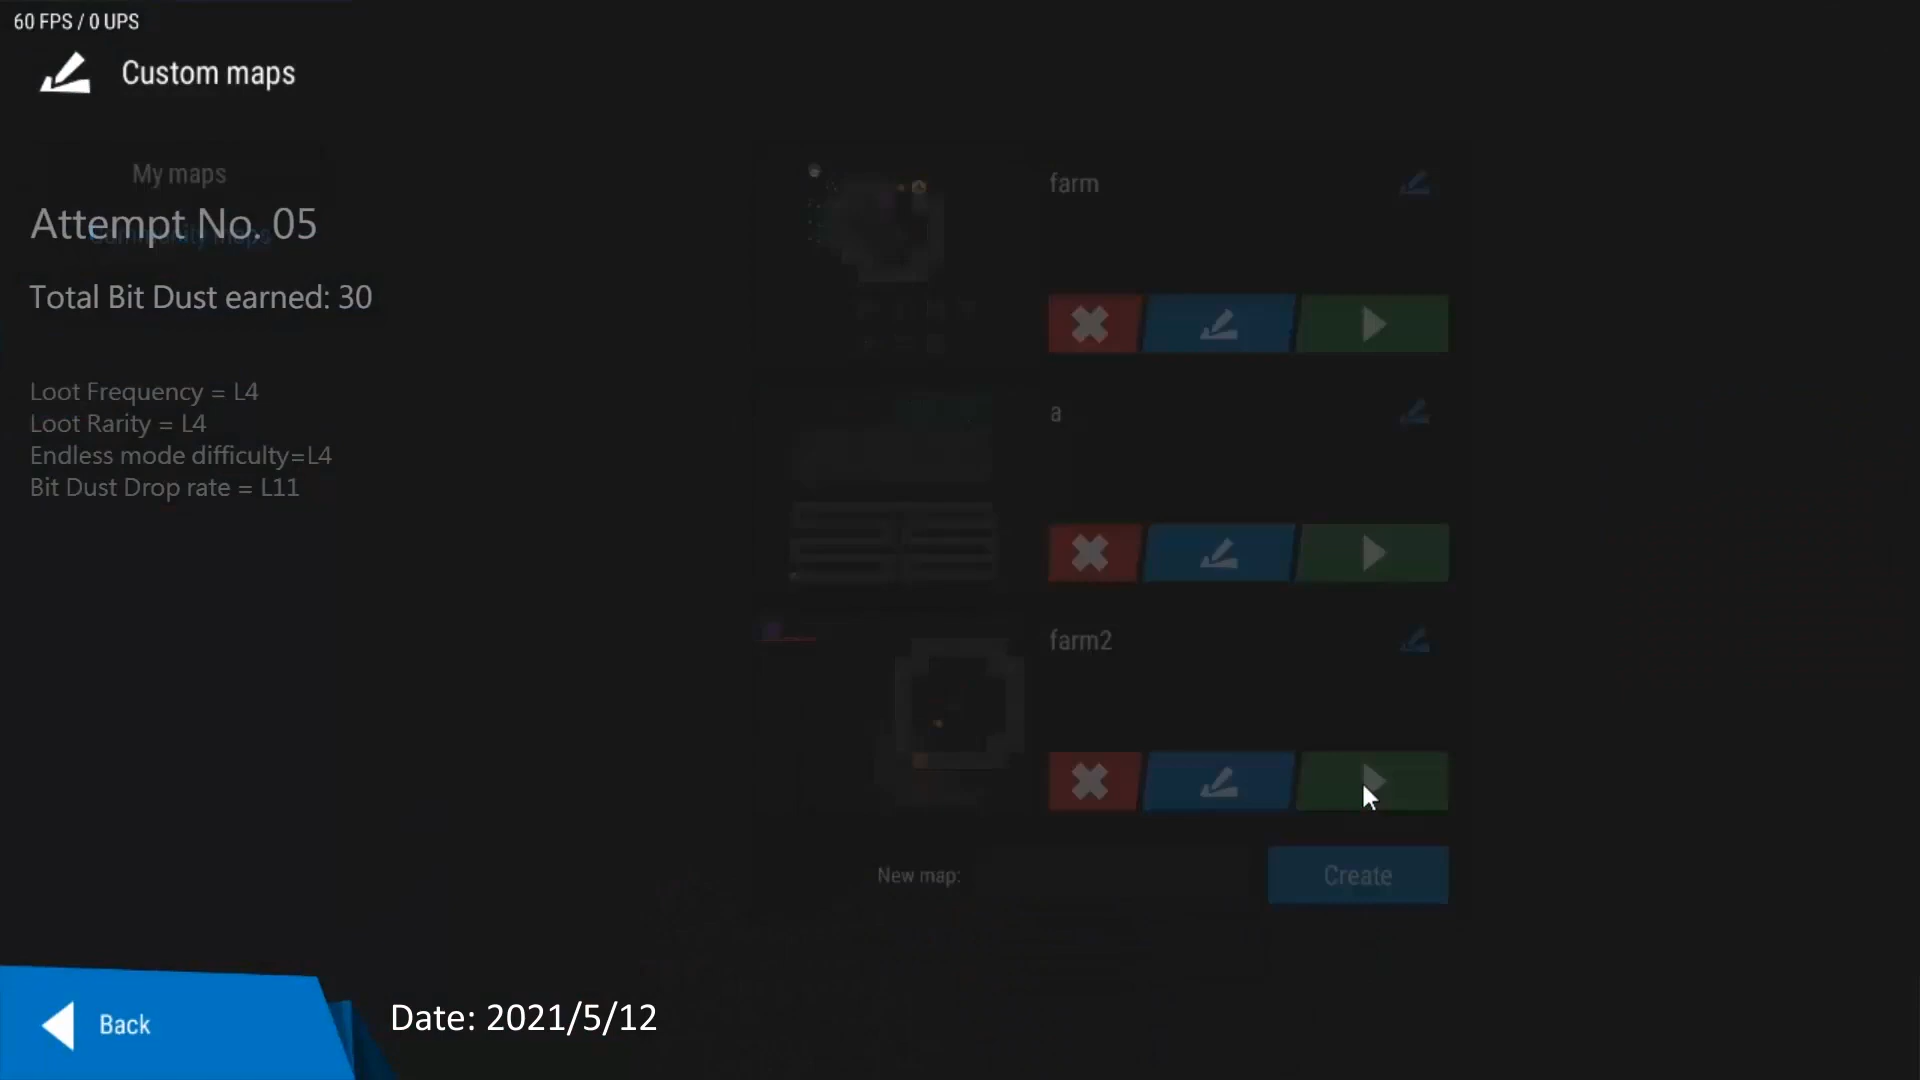 60 FPS / 0 UPS
Custom maps
My maps
Attempt No. 05
Community maps
Total Bit Dust earned: 30
Loot Frequency = L4
Loot Rarity = L4
Endless mode difficulty=L4
Bit Dust Drop rate = L11
farm
a
farm2
New map:
Create
Back
Date: 2021/5/12